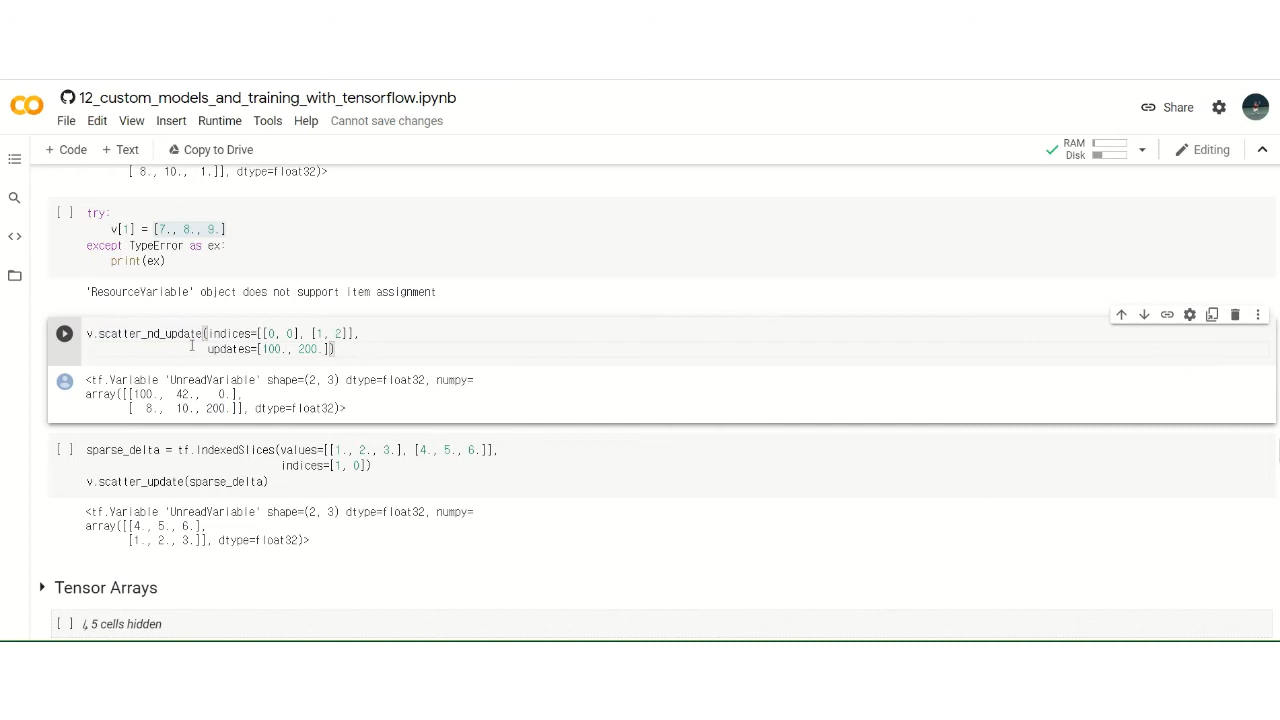 12_custom_models_and_training_with_tensorflow.ipynb
File Edit View Insert Runtime Tools Help Cannot save changes
Share
+ Code + Text Copy to Drive
RAM
Disk
Editing
[ 8., 10., 1.]], dtype=float32)>
[ ] try:
v[1] = [7., 8., 9.]
except TypeError as ex:
print(ex)
'ResourceVariable' object does not support item assignment
v.scatter_nd_update(indices=[[0, 0], [1, 2]],
updates=[100., 200.])
<tf.Variable 'UnreadVariable' shape=(2, 3) dtype=float32, numpy=
array([[100., 42., 0.],
[ 8., 10., 200.]], dtype=float32)>
[ ] sparse_delta = tf.IndexedSlices(values=[[1., 2., 3.], [4., 5., 6.]],
indices=[1, 0])
v.scatter_update(sparse_delta)
<tf.Variable 'UnreadVariable' shape=(2, 3) dtype=float32, numpy=
array([[4., 5., 6.],
[1., 2., 3.]], dtype=float32)>
Tensor Arrays
[ ] ↳ 5 cells hidden